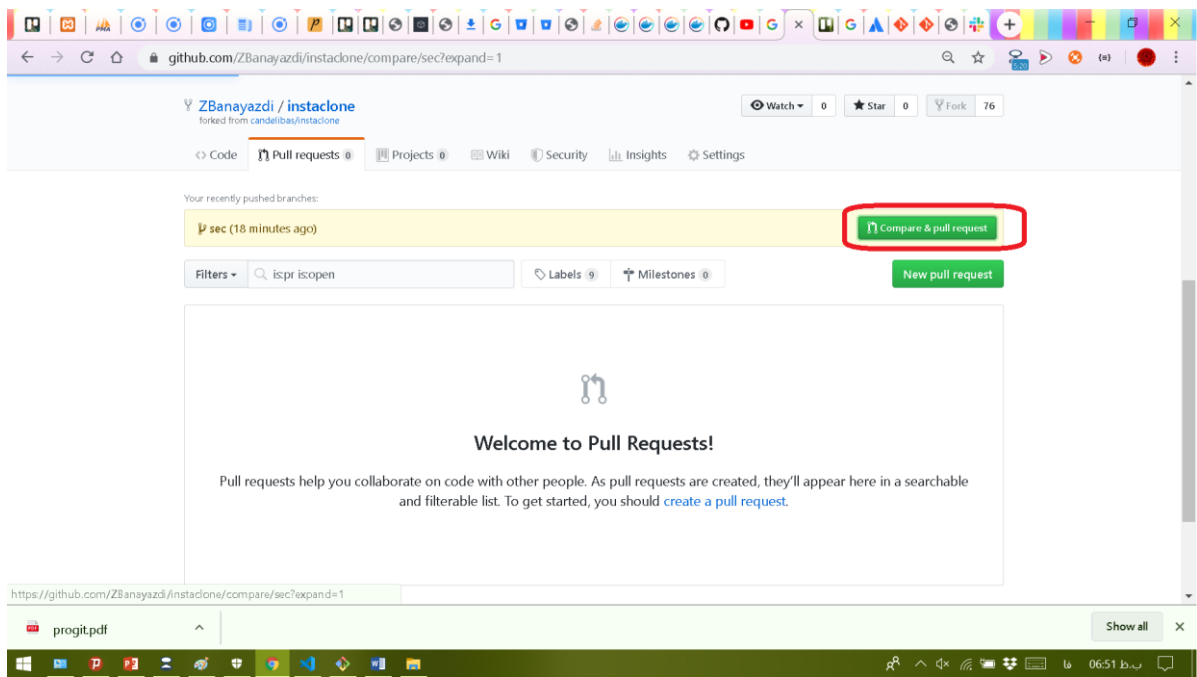 github.com/ZBanayazdi/instaclone/compare/sec?expand=1
5:20
ZBanayazdi / instaclone
forked from candelibas/instaclone
Watch 0 Star 0 Fork 76
Code Pull requests 0 Projects 0 Wiki Security Insights Settings
Your recently pushed branches:
sec (18 minutes ago) Compare & pull request
Filters is:pr is:open Labels 9 Milestones 0 New pull request
Welcome to Pull Requests!
Pull requests help you collaborate on code with other people. As pull requests are created, they’ll appear here in a searchable
and filterable list. To get started, you should create a pull request.
https://github.com/ZBanayazdi/instaclone/compare/sec?expand=1
progit.pdf Show all
فا 06:51 ب.ظ